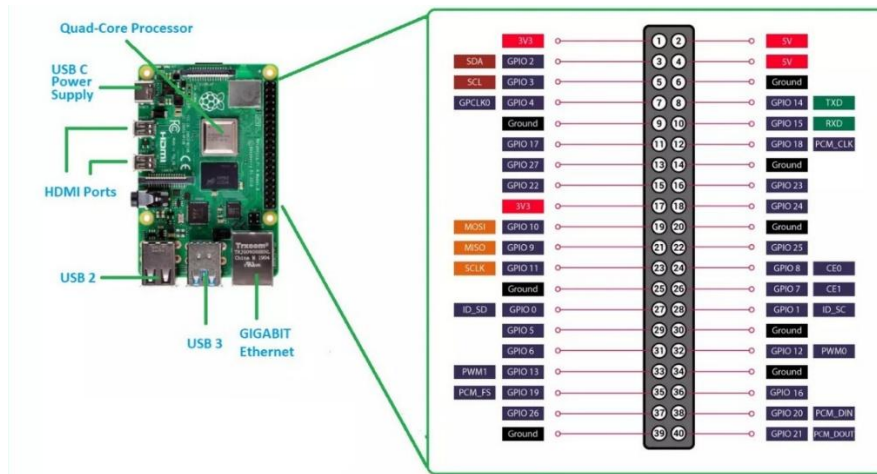 Quad-Core Processor
USB C
Power
Supply
HDMI Ports
HDMI
FC
CE
Trxcom
USB 2
USB 3
GIGABIT
Ethernet
3V3 1 2 5V
SDA GPIO 2 3 4 5V
SCL GPIO 3 5 6 Ground
GPCLK0 GPIO 4 7 8 GPIO 14 TXD
Ground 9 10 GPIO 15 RXD
GPIO 17 11 12 GPIO 18 PCM_CLK
GPIO 27 13 14 Ground
GPIO 22 15 16 GPIO 23
3V3 17 18 GPIO 24
MOSI GPIO 10 19 20 Ground
MISO GPIO 9 21 22 GPIO 25
SCLK GPIO 11 23 24 GPIO 8 CE0
Ground 25 26 GPIO 7 CE1
ID_SD GPIO 0 27 28 GPIO 1 ID_SC
GPIO 5 29 30 Ground
GPIO 6 31 32 GPIO 12 PWM0
PWM1 GPIO 13 33 34 Ground
PCM_FS GPIO 19 35 36 GPIO 16
GPIO 26 37 38 GPIO 20 PCM_DIN
Ground 39 40 GPIO 21 PCM_DOUT